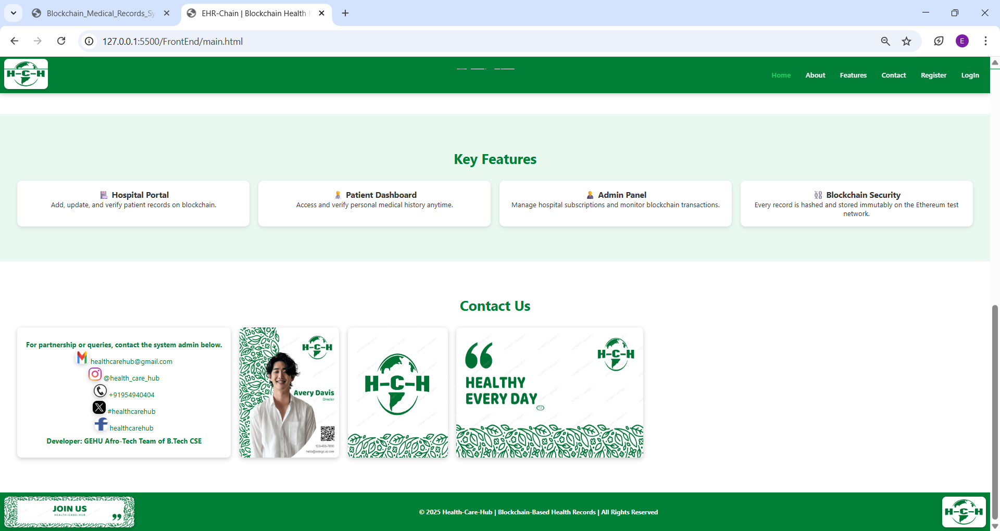 Blockchain_Medical_Records_Sy
EHR-Chain | Blockchain Health
127.0.0.1:5500/FrontEnd/main.html
E
H-C-H
Home
About
Features
Contact
Register
LogIn
Key Features
Hospital Portal
Add, update, and verify patient records on blockchain.
Patient Dashboard
Access and verify personal medical history anytime.
Admin Panel
Manage hospital subscriptions and monitor blockchain transactions.
Blockchain Security
Every record is hashed and stored immutably on the Ethereum test
network.
Contact Us
For partnership or queries, contact the system admin below.
healthcarehub@gmail.com
@health_care_hub
+91954940404
#healthcarehub
healthcarehub
Developer: GEHU Afro-Tech Team of B.Tech CSE
H-C-H
Avery Davis
Director
123-456-7890
hello@sologo.ai.com
H-C-H
H-C-H
HEALTHY
EVERY DAY
JOIN US
HEALTH-CARE-HUB
© 2025 Health-Care-Hub | Blockchain-Based Health Records | All Rights Reserved
H-C-H